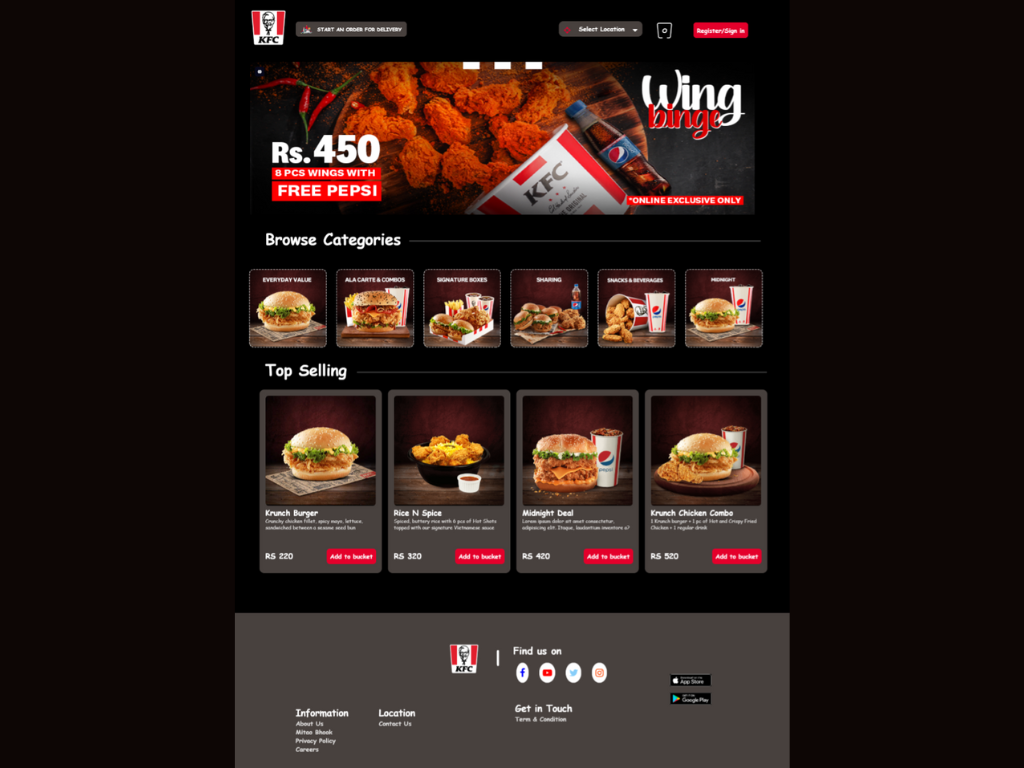 KFC
START AN ORDER FOR DELIVERY
Select Location
0
Register/Sign in
Wing
binge
Rs. 450
8 PCS WINGS WITH
FREE PEPSI
KFC
*ONLINE EXCLUSIVE ONLY
Browse Categories
EVERYDAY VALUE
ALA CARTE & COMBOS
SIGNATURE BOXES
SHARING
SNACKS & BEVERAGES
MIDNIGHT
Top Selling
Krunch Burger
Crunchy chicken fillet, spicy mayo, lettuce,
sandwiched between a sesame seed bun
RS 220
Add to bucket
Rice N Spice
Spiced, buttery rice with 6 pcs of Hot Shots
topped with our signature Vietnamese sauce
RS 320
Add to bucket
Midnight Deal
Lorem ipsum dolor sit amet consectetur,
adipisicing elit. Itaque, laudantium inventore a?
RS 420
Add to bucket
Krunch Chicken Combo
1 Krunch burger + 1 pc of Hot and Crispy Fried
Chicken + 1 regular drink
RS 520
Add to bucket
KFC
Find us on
App Store
Google Play
Information
About Us
Mitao Bhook
Privacy Policy
Careers
Location
Contact Us
Get in Touch
Term & Condition